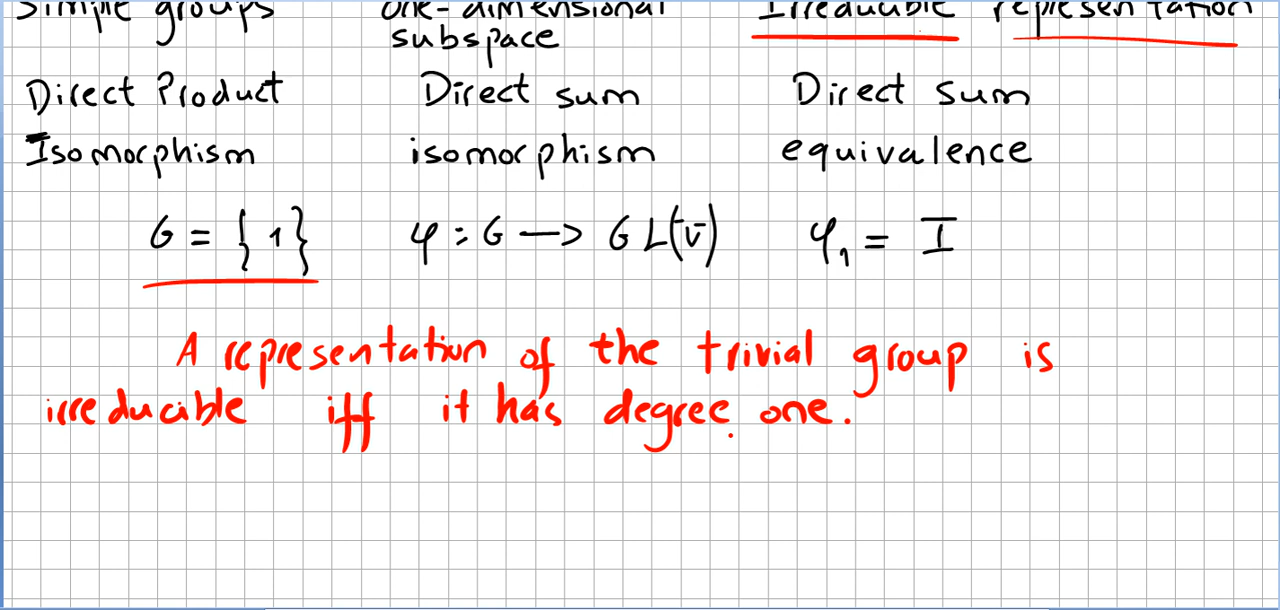 Simple groups one-dimensional Irreducible representation
subspace
Direct Product Direct sum Direct sum
Isomorphism isomorphism equivalence
G = {1} φ : G → GL(V) φ₁ = I
A representation of the trivial group is
irreducible iff it has degree one.